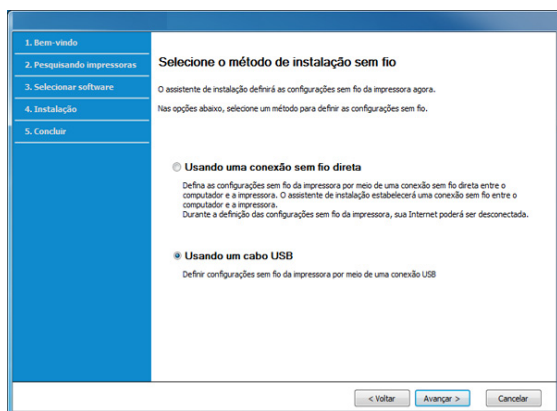 1. Bem-vindo
2. Pesquisando impressoras
3. Selecionar software
4. Instalação
5. Concluir
Selecione o método de instalação sem fio
O assistente de instalação definirá as configurações sem fio da impressora agora.
Nas opções abaixo, selecione um método para definir as configurações sem fio.
Usando uma conexão sem fio direta
Defina as configurações sem fio da impressora por meio de uma conexão sem fio direta entre o
computador e a impressora. O assistente de instalação estabelecerá uma conexão sem fio entre o
computador e a impressora.
Durante a definição das configurações sem fio da impressora, sua Internet poderá ser desconectada.
Usando um cabo USB
Definir configurações sem fio da impressora por meio de uma conexão USB
< Voltar
Avançar >
Cancelar